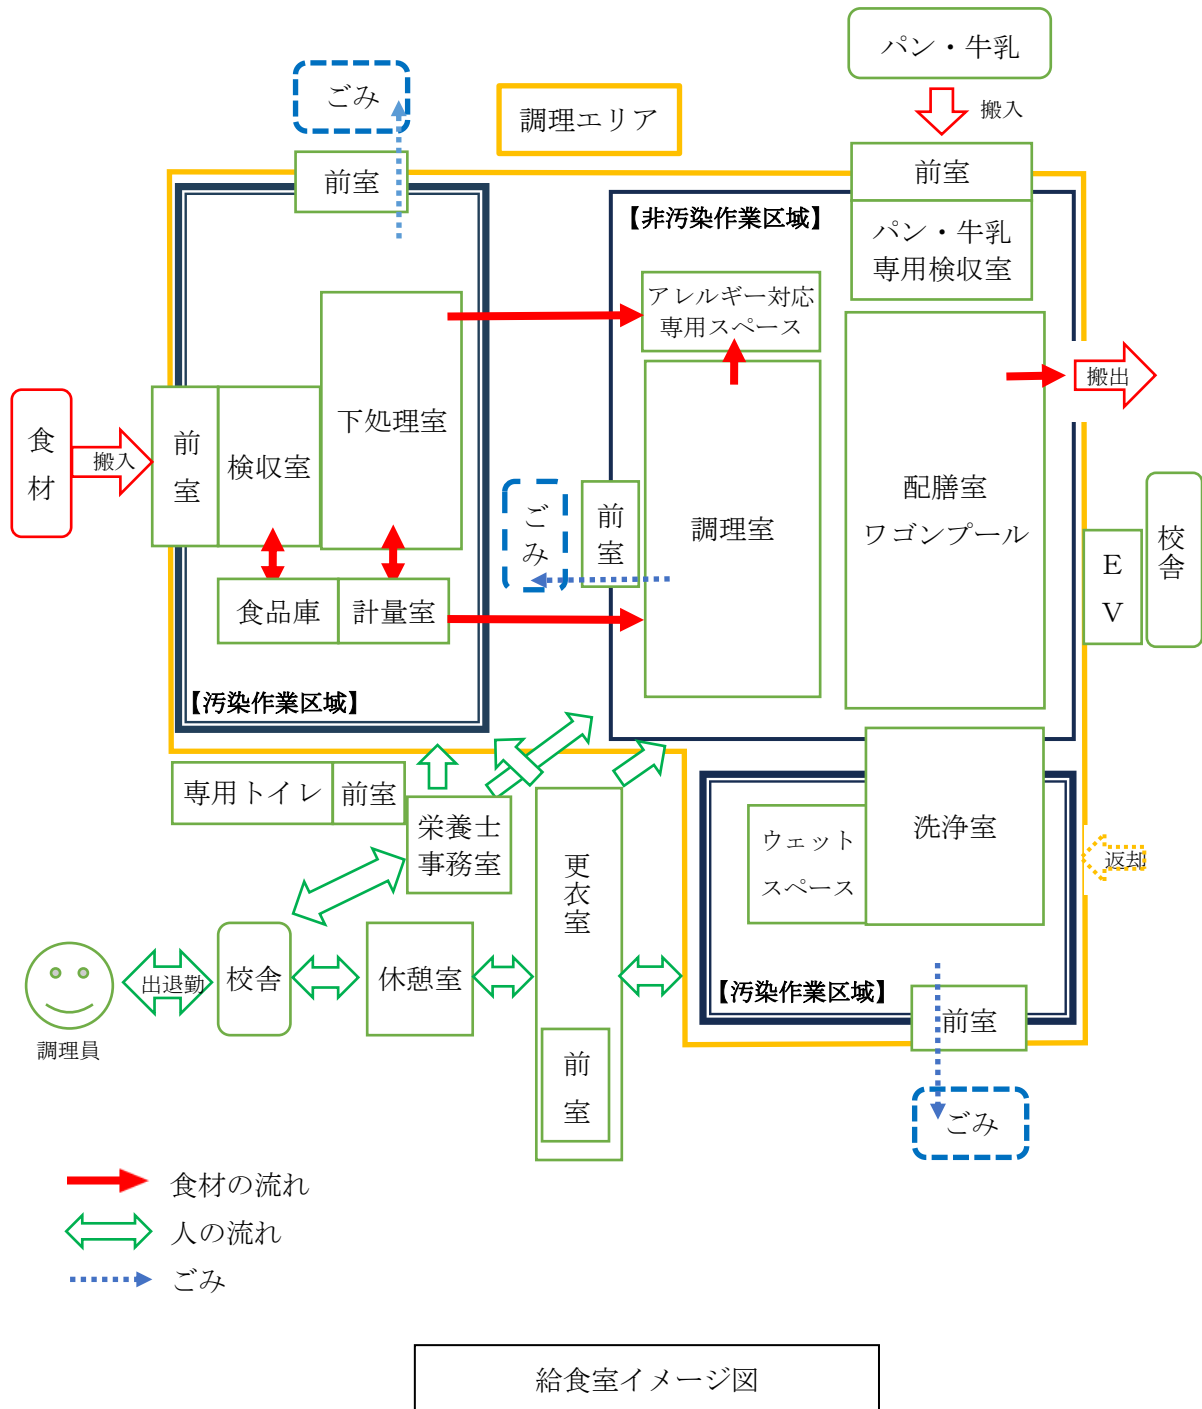 パン・牛乳
搬入
ごみ
調理エリア
前室
前室
【非汚染作業区域】
パン・牛乳
専用検収室
アレルギー対応
専用スペース
搬出
下処理室
食
材
搬入
前
室
検収室
ご
み
前
室
調理室
配膳室
ワゴンプール
校
舎
E
V
食品庫
計量室
【汚染作業区域】
専用トイレ
前室
栄養士
事務室
更
衣
室
ウェット
スペース
洗浄室
返却
出退勤
校舎
休憩室
【汚染作業区域】
前室
調理員
前
室
ごみ
食材の流れ
人の流れ
ごみ
給食室イメージ図